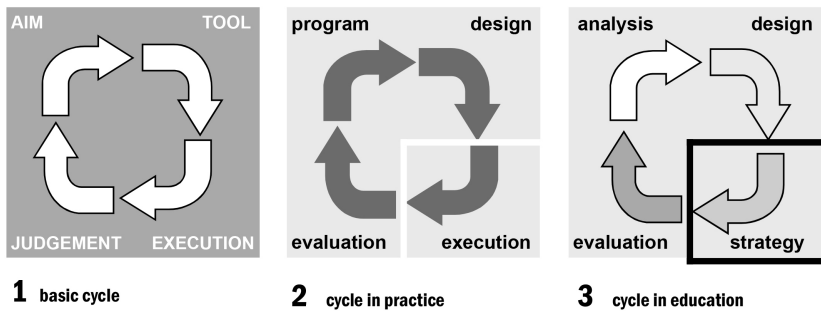 AIM TOOL
JUDGEMENT EXECUTION
1 basic cycle
program design
evaluation execution
2 cycle in practice
analysis design
evaluation strategy
3 cycle in education